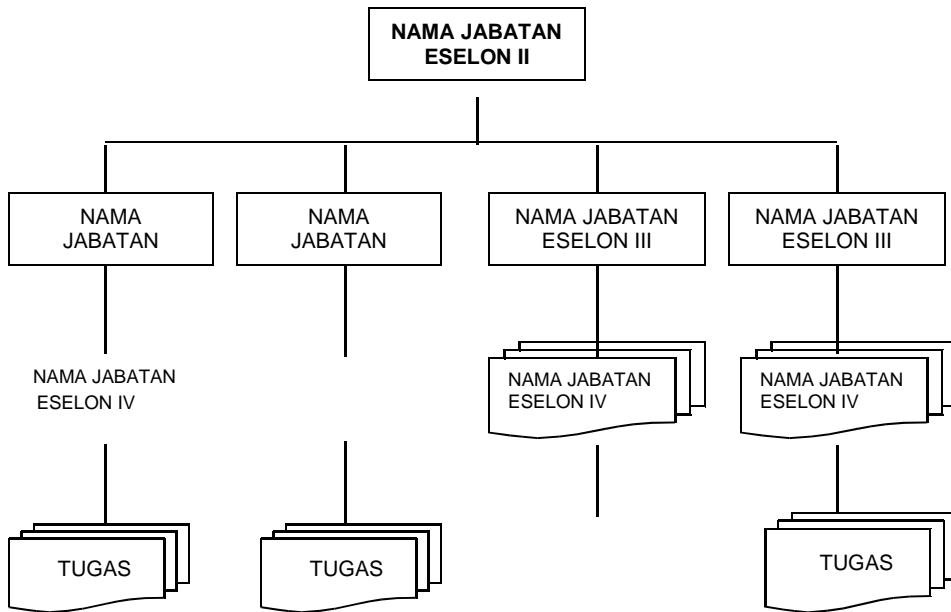 NAMA JABATAN
ESELON II
NAMA
JABATAN
NAMA
JABATAN
NAMA JABATAN
ESELON III
NAMA JABATAN
ESELON III
NAMA JABATAN
ESELON IV
NAMA JABATAN
ESELON IV
NAMA JABATAN
ESELON IV
TUGAS
TUGAS
TUGAS